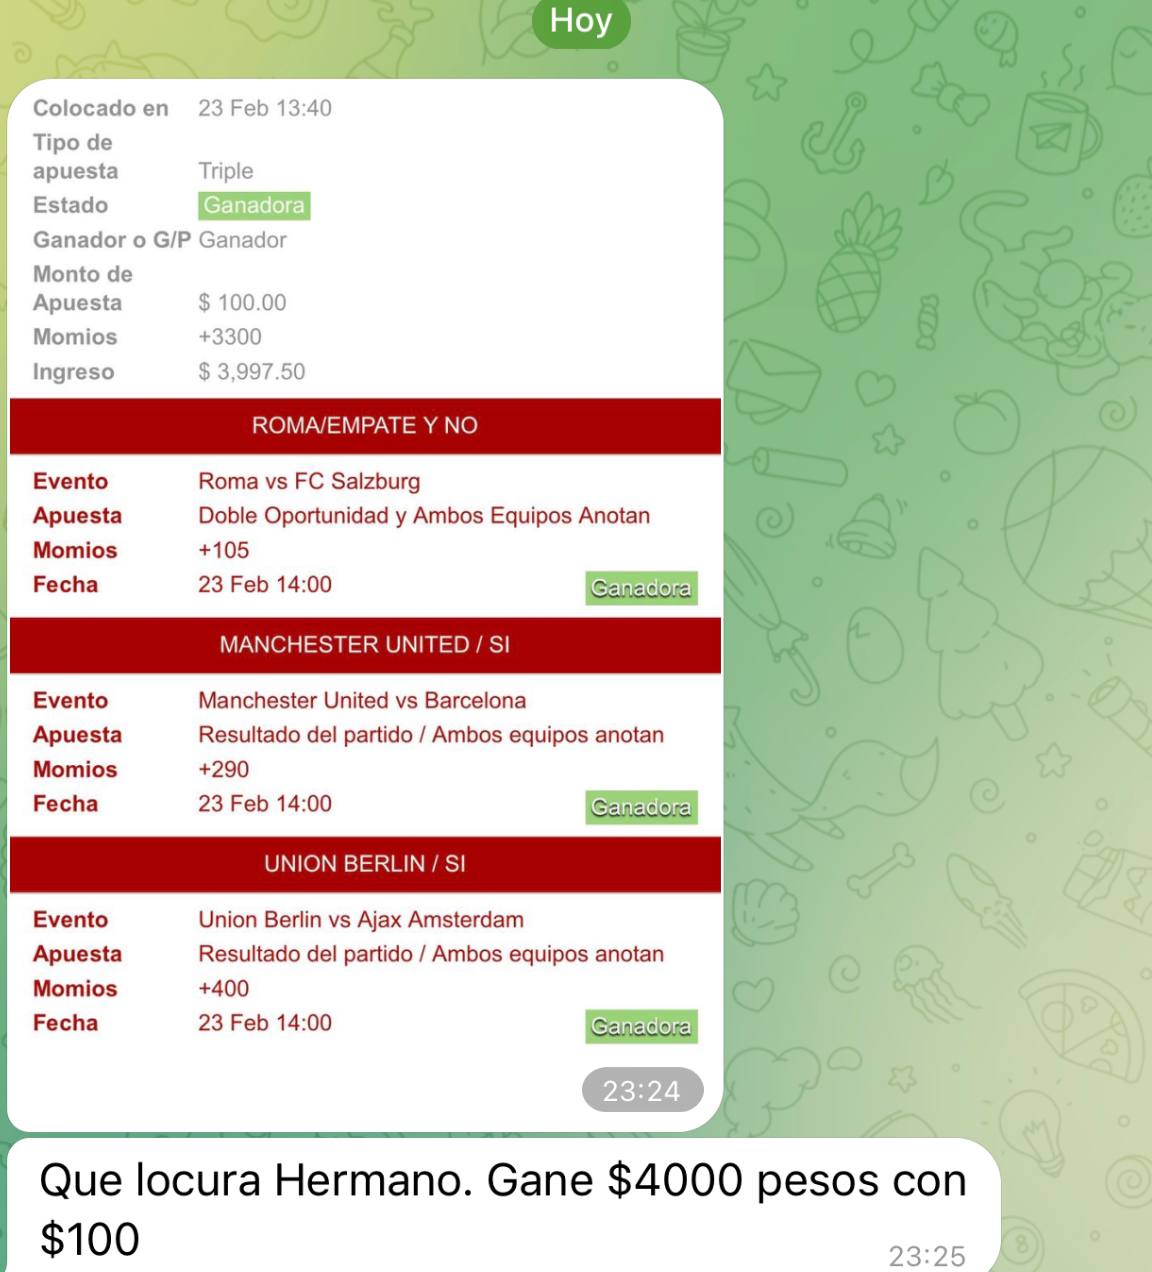 Hoy
Colocado en 23 Feb 13:40
Tipo de
apuesta Triple
Estado Ganadora
Ganador o G/P Ganador
Monto de
Apuesta $ 100.00
Momios +3300
Ingreso $ 3,997.50
ROMA/EMPATE Y NO
Evento Roma vs FC Salzburg
Apuesta Doble Oportunidad y Ambos Equipos Anotan
Momios +105
Fecha 23 Feb 14:00 Ganadora
MANCHESTER UNITED / SI
Evento Manchester United vs Barcelona
Apuesta Resultado del partido / Ambos equipos anotan
Momios +290
Fecha 23 Feb 14:00 Ganadora
UNION BERLIN / SI
Evento Union Berlin vs Ajax Amsterdam
Apuesta Resultado del partido / Ambos equipos anotan
Momios +400
Fecha 23 Feb 14:00 Ganadora
23:24
Que locura Hermano. Gane $4000 pesos con
$100
23:25